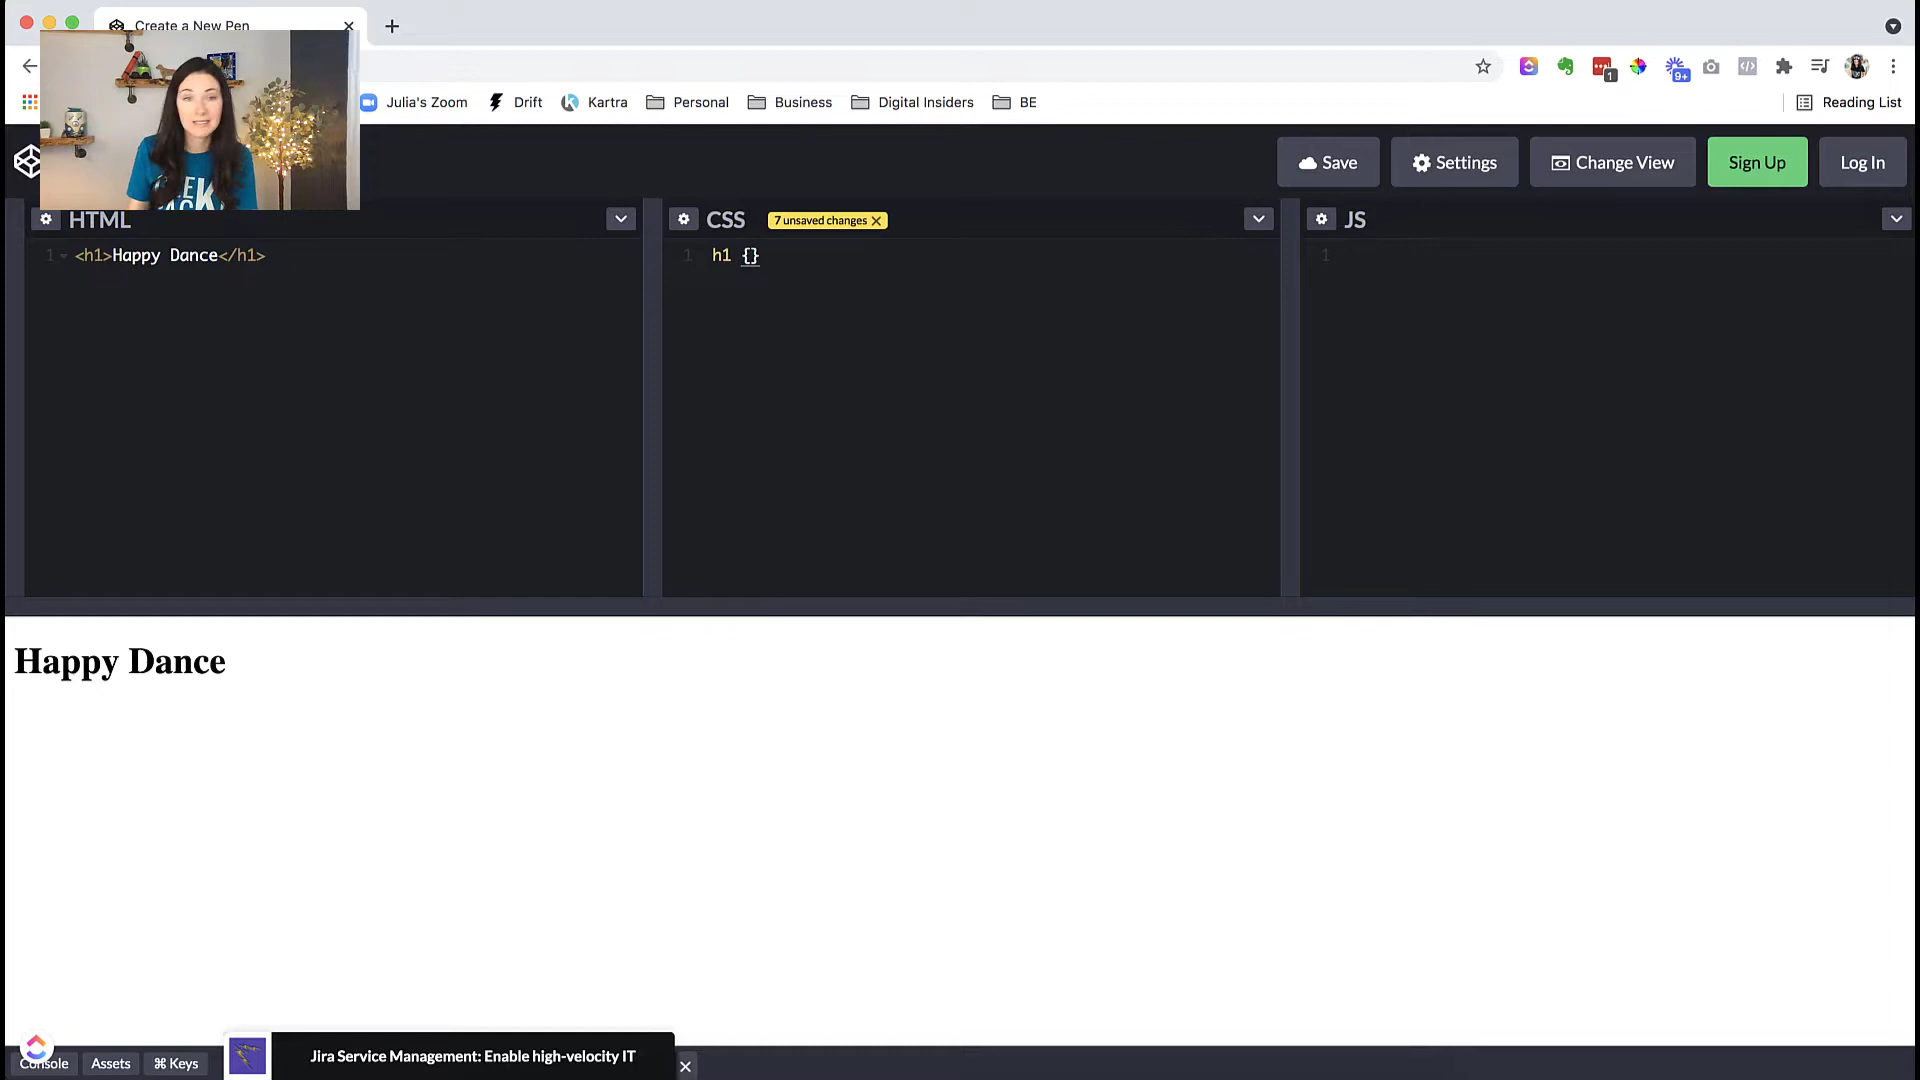 Create a New Pen
Julia's Zoom
Drift
Kartra
Personal
Business
Digital Insiders
BE
Reading List
1
9+
Save
Settings
Change View
Sign Up
Log In
HTML
CSS
7 unsaved changes
JS
1 <h1>Happy Dance</h1>
1 h1 {}
1
Happy Dance
Console
Assets
⌘ Keys
Jira Service Management: Enable high-velocity IT